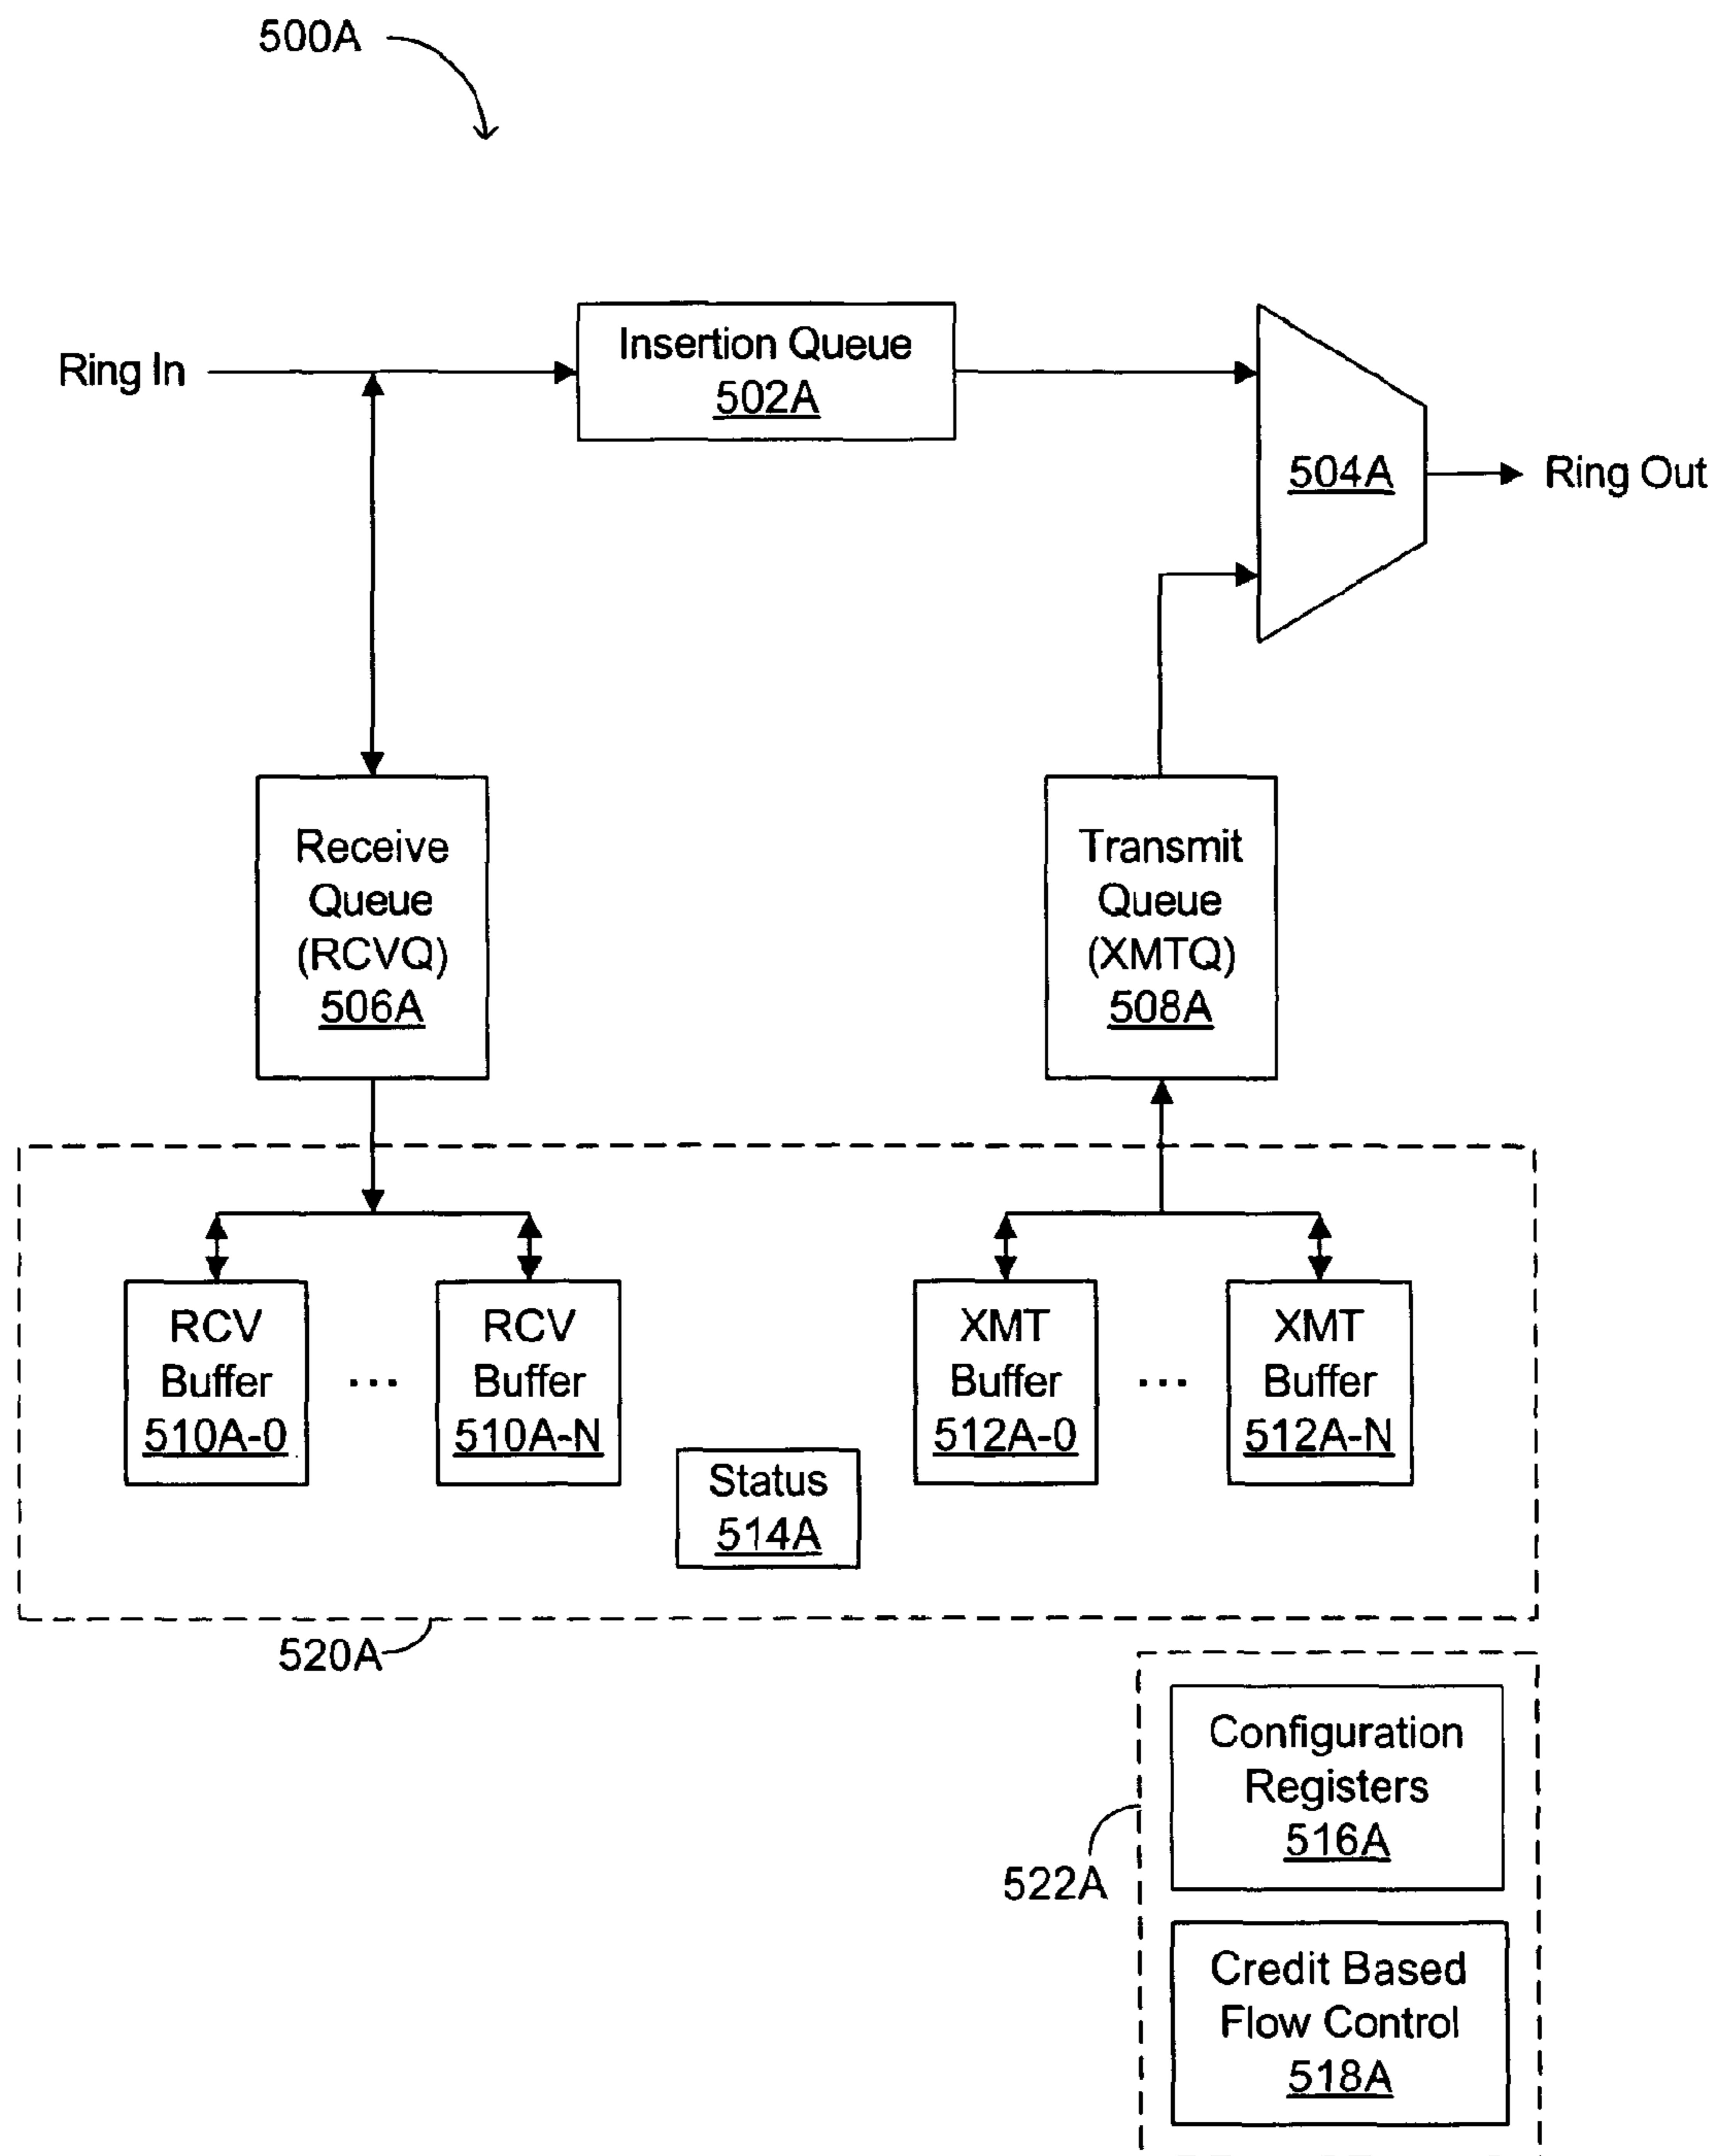 500A
Ring In
Insertion Queue
502A
504A
Ring Out
Receive
Queue
(RCVQ)
506A
Transmit
Queue
(XMTQ)
508A
RCV
Buffer
510A-0
...
RCV
Buffer
510A-N
Status
514A
XMT
Buffer
512A-0
...
XMT
Buffer
512A-N
520A
522A
Configuration
Registers
516A
Credit Based
Flow Control
518A